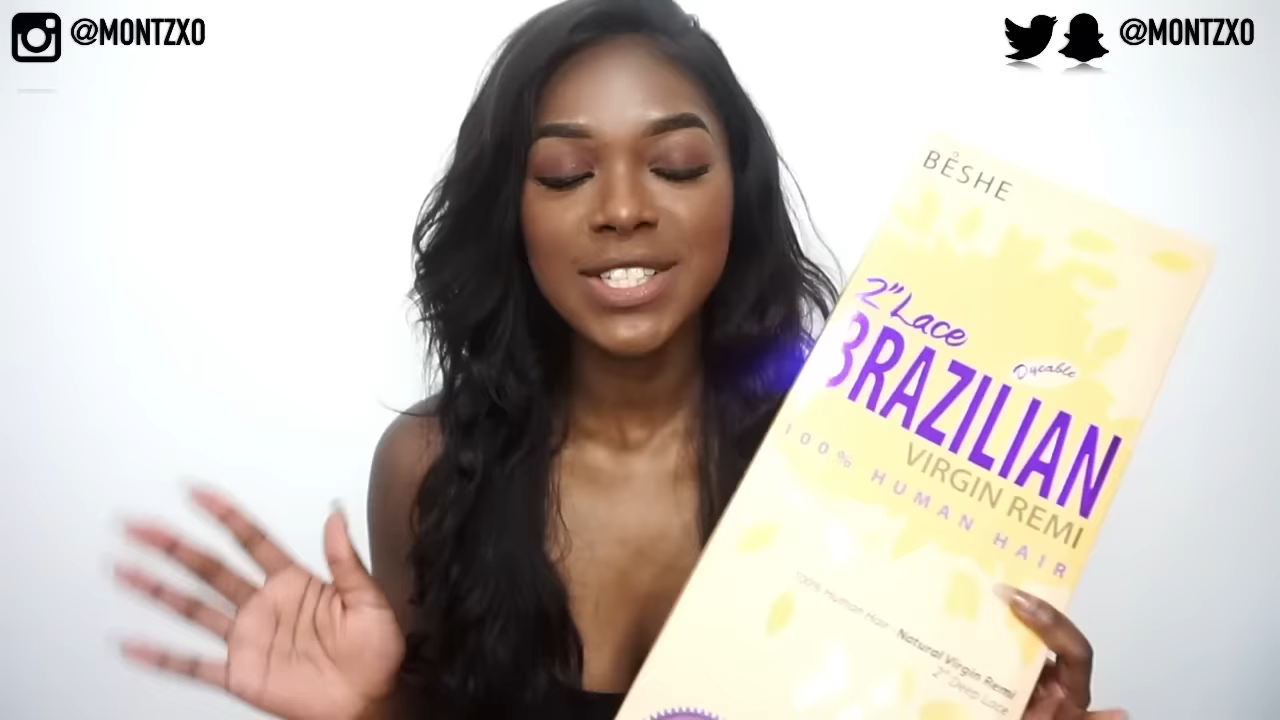 @MONTZXO
@MONTZXO
BĒSHE
2" Lace
BRAZILIAN
Dyeable
VIRGIN REMI
100% HUMAN HAIR
100% Human Hair - Natural Virgin Remi
2" Deep Lace